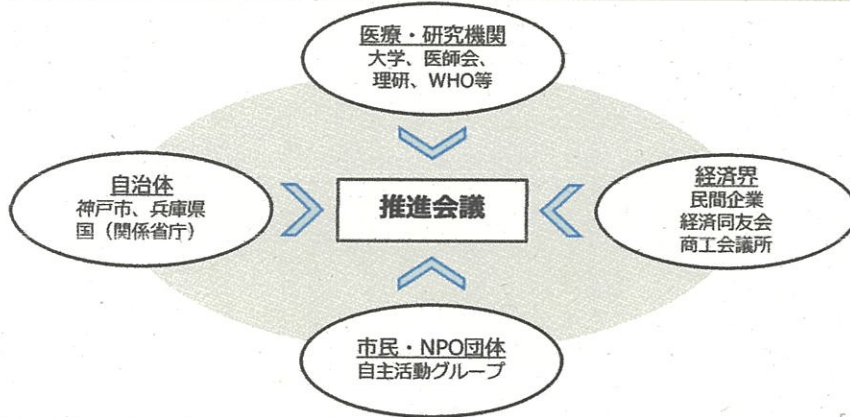 医療・研究機関
大学、医師会、
理研、WHO等
自治体
神戸市、兵庫県
国（関係省庁）
推進会議
経済界
民間企業
経済同友会
商工会議所
市民・NPO団体
自主活動グループ